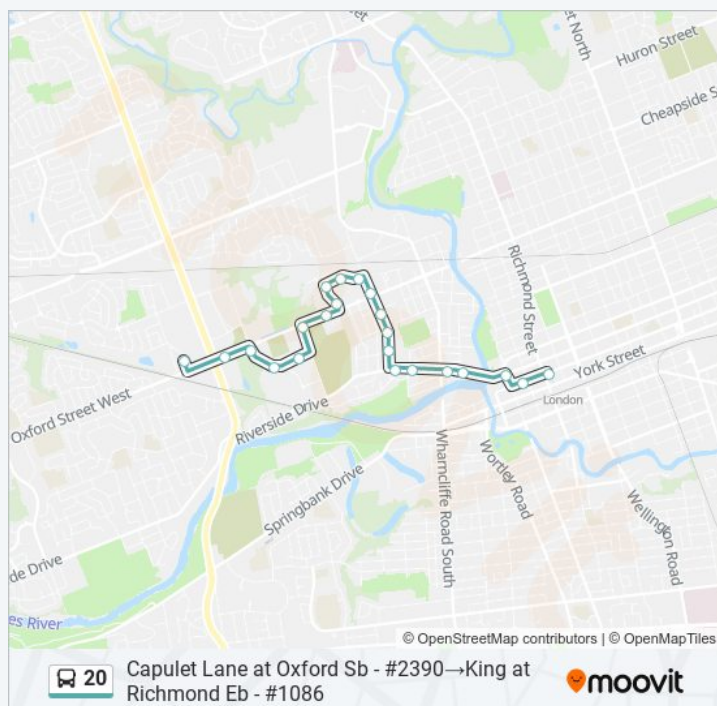 et North
Huron Street
Cheapside S
Richmond Street
York Street
London
Oxford Street West
Riverside Drive
Springbank Drive
Wharncliffe Road South
Wortley Road
Wellington Road
de Drive
es River
© OpenStreetMap contributors | © OpenMapTiles
20
Capulet Lane at Oxford Sb - #2390→King at
Richmond Eb - #1086
moovit